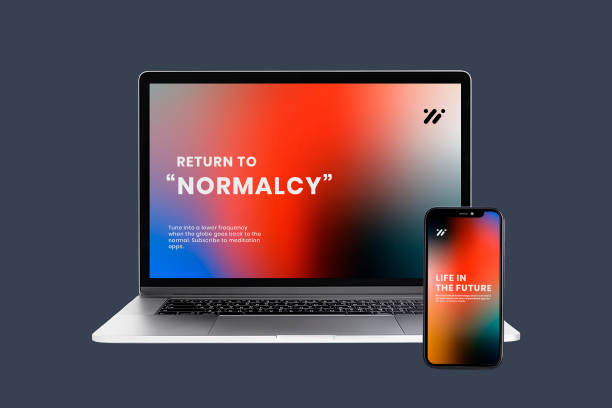 RETURN TO
“NORMALCY”
Tune into a lower frequency
when the globe goes back to the
normal. Subscribe to meditation
apps.
LIFE IN
THE FUTURE